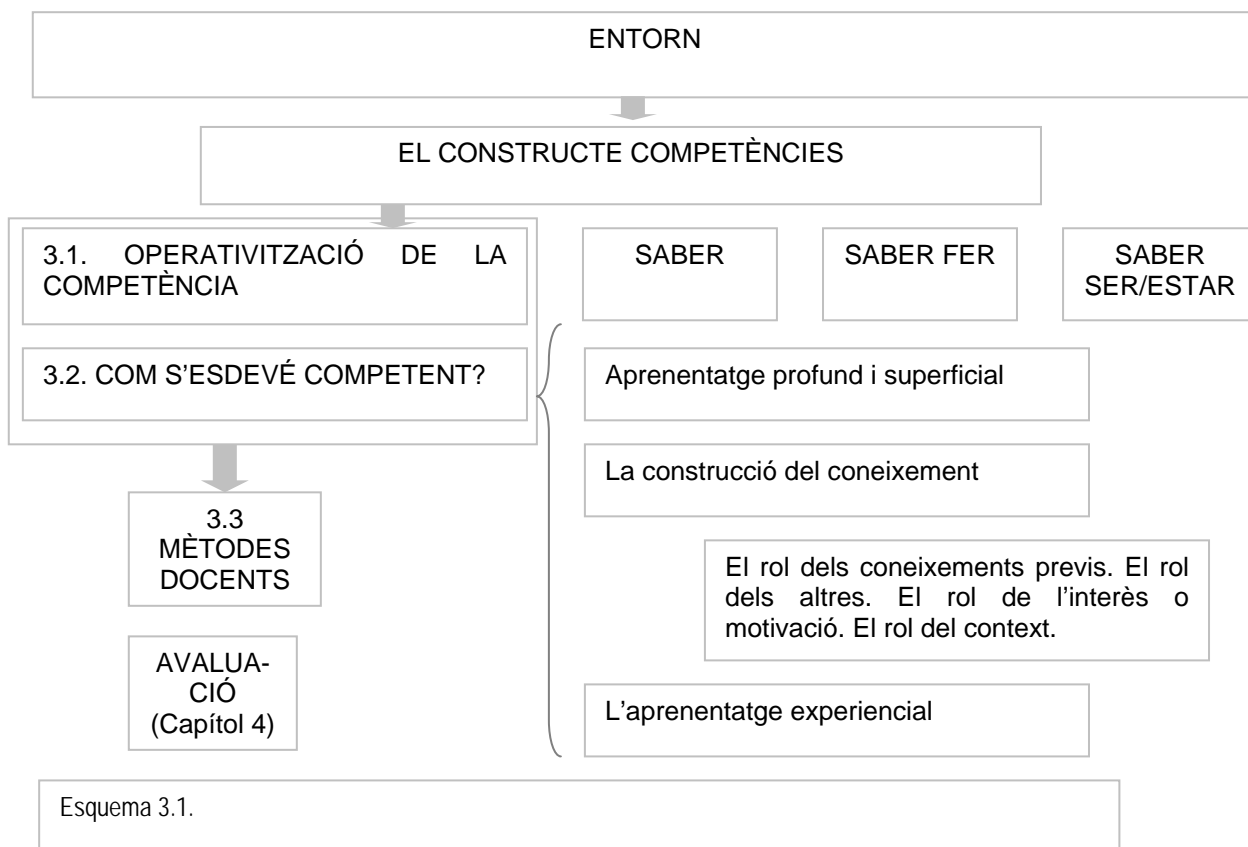 ENTORN
EL CONSTRUCTE COMPETÈNCIES
3.1. OPERATIVITZACIÓ DE LA
COMPETÈNCIA
SABER
SABER FER
SABER
SER/ESTAR
3.2. COM S’ESDEVÉ COMPETENT?
Aprenentatge profund i superficial
La construcció del coneixement
3.3
MÈTODES
DOCENTS
El rol dels coneixements previs. El rol
dels altres. El rol de l’interès o
motivació. El rol del context.
AVALUA-
CIÓ
(Capítol 4)
L’aprenentatge experiencial
Esquema 3.1.